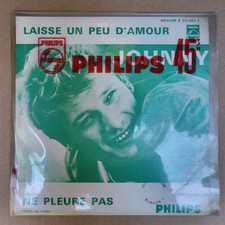 LAISSE UN PEU D'AMOUR
PHILIPS
JOHNNY
PHILIPS 45
NE PLEURE PAS
PHILIPS